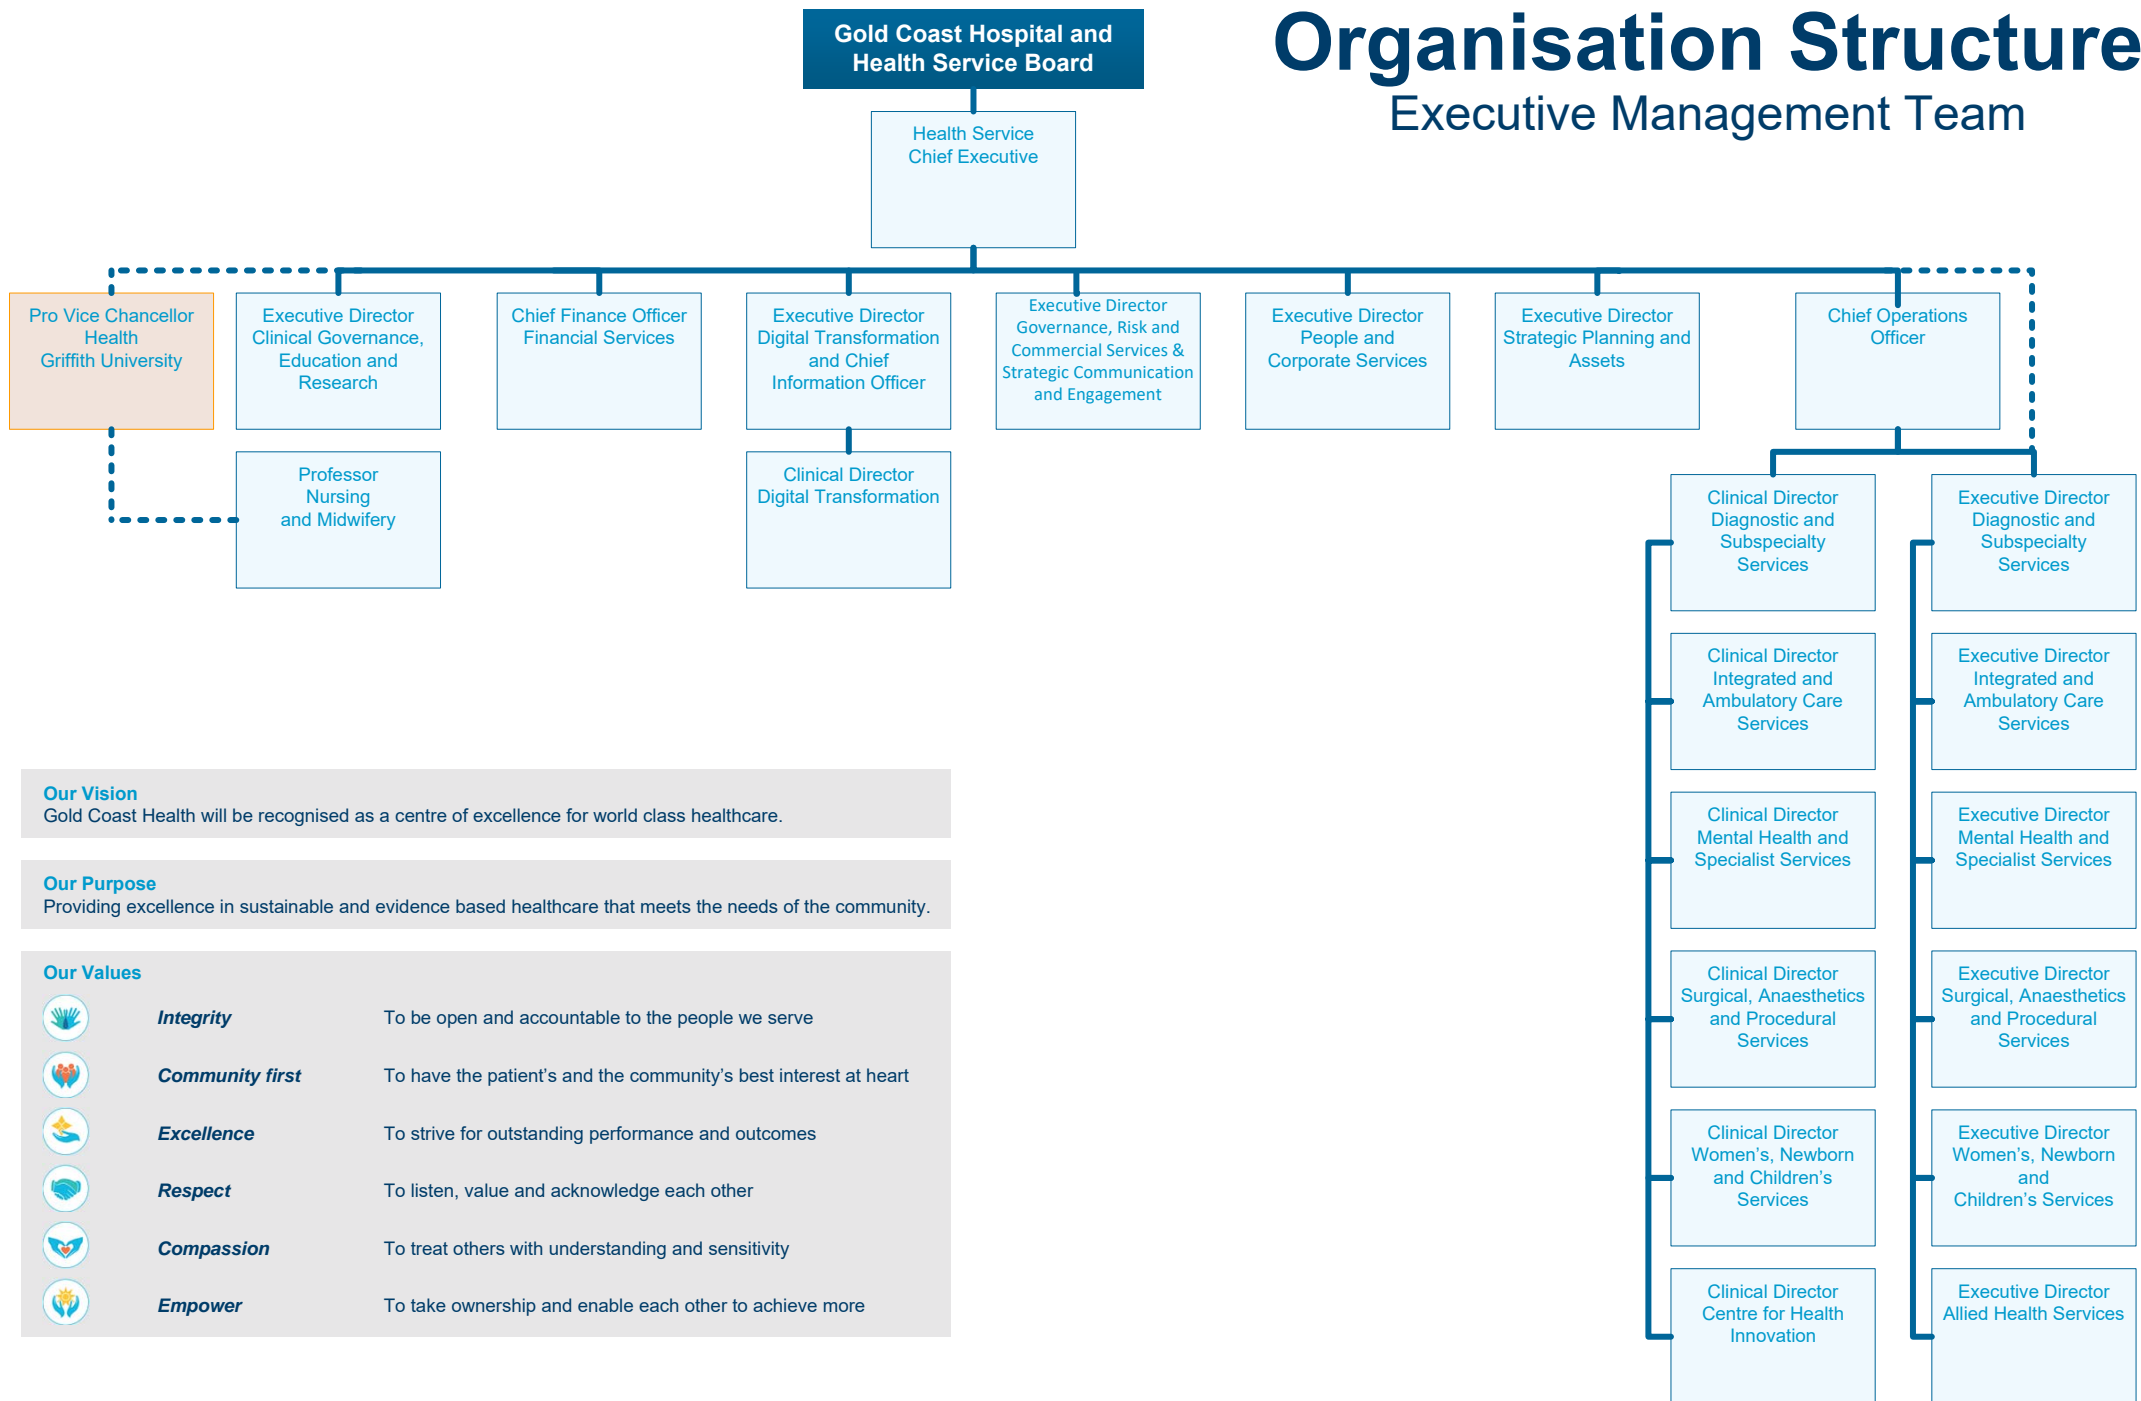 Gold Coast Hospital and
Health Service Board
Organisation Structure
Executive Management Team
Health Service
Chief Executive
Pro Vice Chancellor
Health
Griffith University
Executive Director
Clinical Governance,
Education and
Research
Chief Finance Officer
Financial Services
Executive Director
Digital Transformation
and Chief
Information Officer
Executive Director
Governance, Risk and
Commercial Services &
Strategic Communication
and Engagement
Executive Director
People and
Corporate Services
Executive Director
Strategic Planning and
Assets
Chief Operations
Officer
Professor
Nursing
and Midwifery
Clinical Director
Digital Transformation
Clinical Director
Diagnostic and
Subspecialty
Services
Executive Director
Diagnostic and
Subspecialty
Services
Clinical Director
Integrated and
Ambulatory Care
Services
Executive Director
Integrated and
Ambulatory Care
Services
Clinical Director
Mental Health and
Specialist Services
Executive Director
Mental Health and
Specialist Services
Clinical Director
Surgical, Anaesthetics
and Procedural
Services
Executive Director
Surgical, Anaesthetics
and Procedural
Services
Clinical Director
Women’s, Newborn
and Children’s
Services
Executive Director
Women’s, Newborn
and
Children’s Services
Clinical Director
Centre for Health
Innovation
Executive Director
Allied Health Services
Our Vision
Gold Coast Health will be recognised as a centre of excellence for world class healthcare.
Our Purpose
Providing excellence in sustainable and evidence based healthcare that meets the needs of the community.
Our Values
Integrity To be open and accountable to the people we serve
Community first To have the patient’s and the community’s best interest at heart
Excellence To strive for outstanding performance and outcomes
Respect To listen, value and acknowledge each other
Compassion To treat others with understanding and sensitivity
Empower To take ownership and enable each other to achieve more